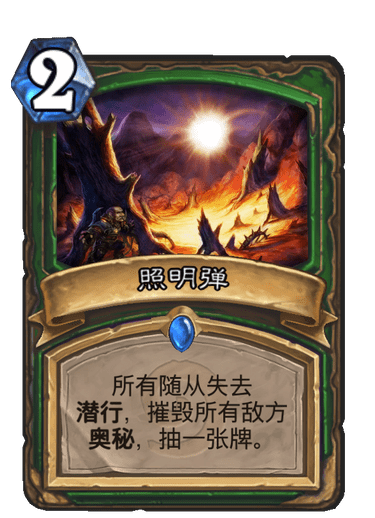 2
照明弹
所有随从失去
潜行，摧毁所有敌方
奥秘，抽一张牌。